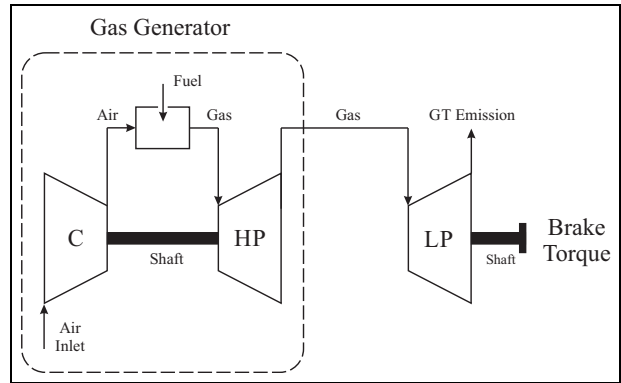 Gas Generator
Fuel
Air
Gas
Gas
GT Emission
C
HP
LP
Shaft
Shaft
Brake
Torque
Air
Inlet